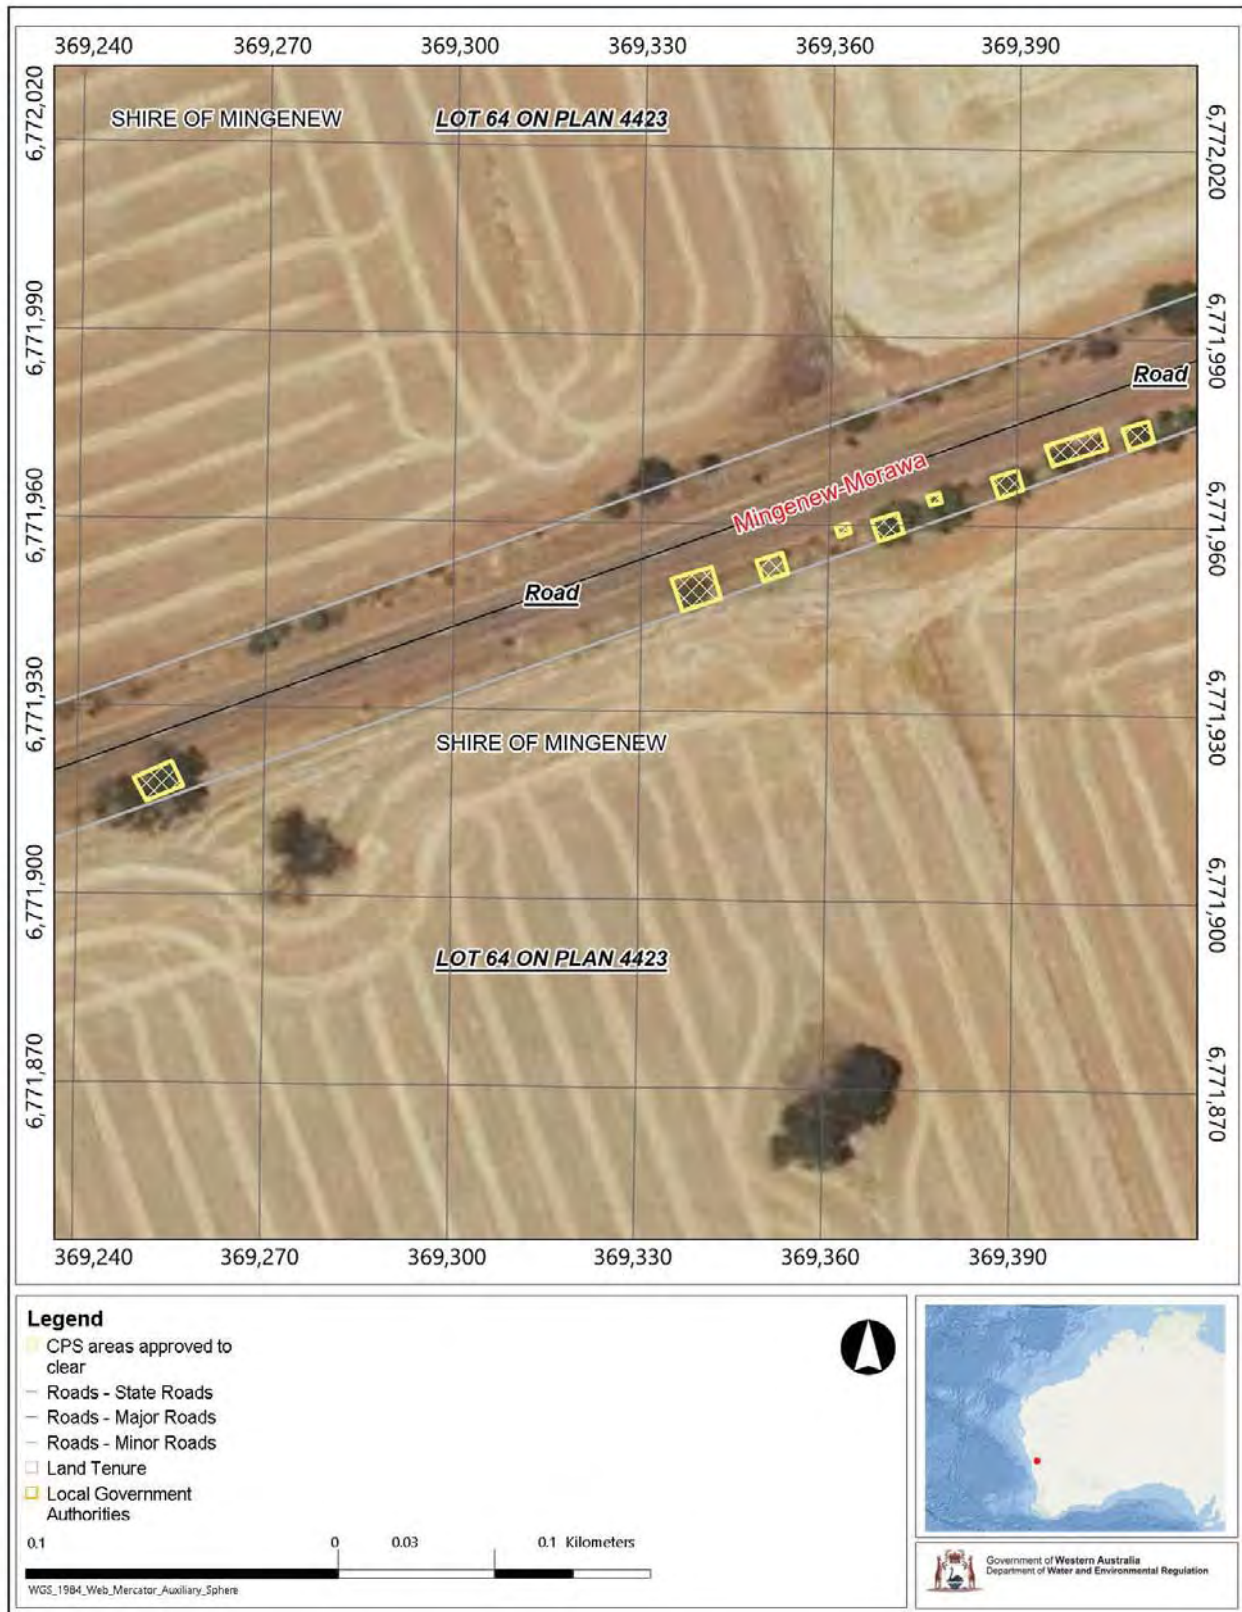 369,240 369,270 369,300 369,330 369,360 369,390
6,772,020
6,771,990
6,771,960
6,771,930
6,771,900
6,771,870
SHIRE OF MINGENEW
LOT 64 ON PLAN 4423
Road
Mingenew-Morawa
Road
SHIRE OF MINGENEW
LOT 64 ON PLAN 4423
6,772,020
6,771,990
6,771,960
6,771,930
6,771,900
6,771,870
369,240 369,270 369,300 369,330 369,360 369,390
Legend
CPS areas approved to
clear
Roads - State Roads
Roads - Major Roads
Roads - Minor Roads
Land Tenure
Local Government
Authorities
0.1 0 0.03 0.1 Kilometers
WGS_1984_Web_Mercator_Auxiliary_Sphere
Government of Western Australia
Department of Water and Environmental Regulation